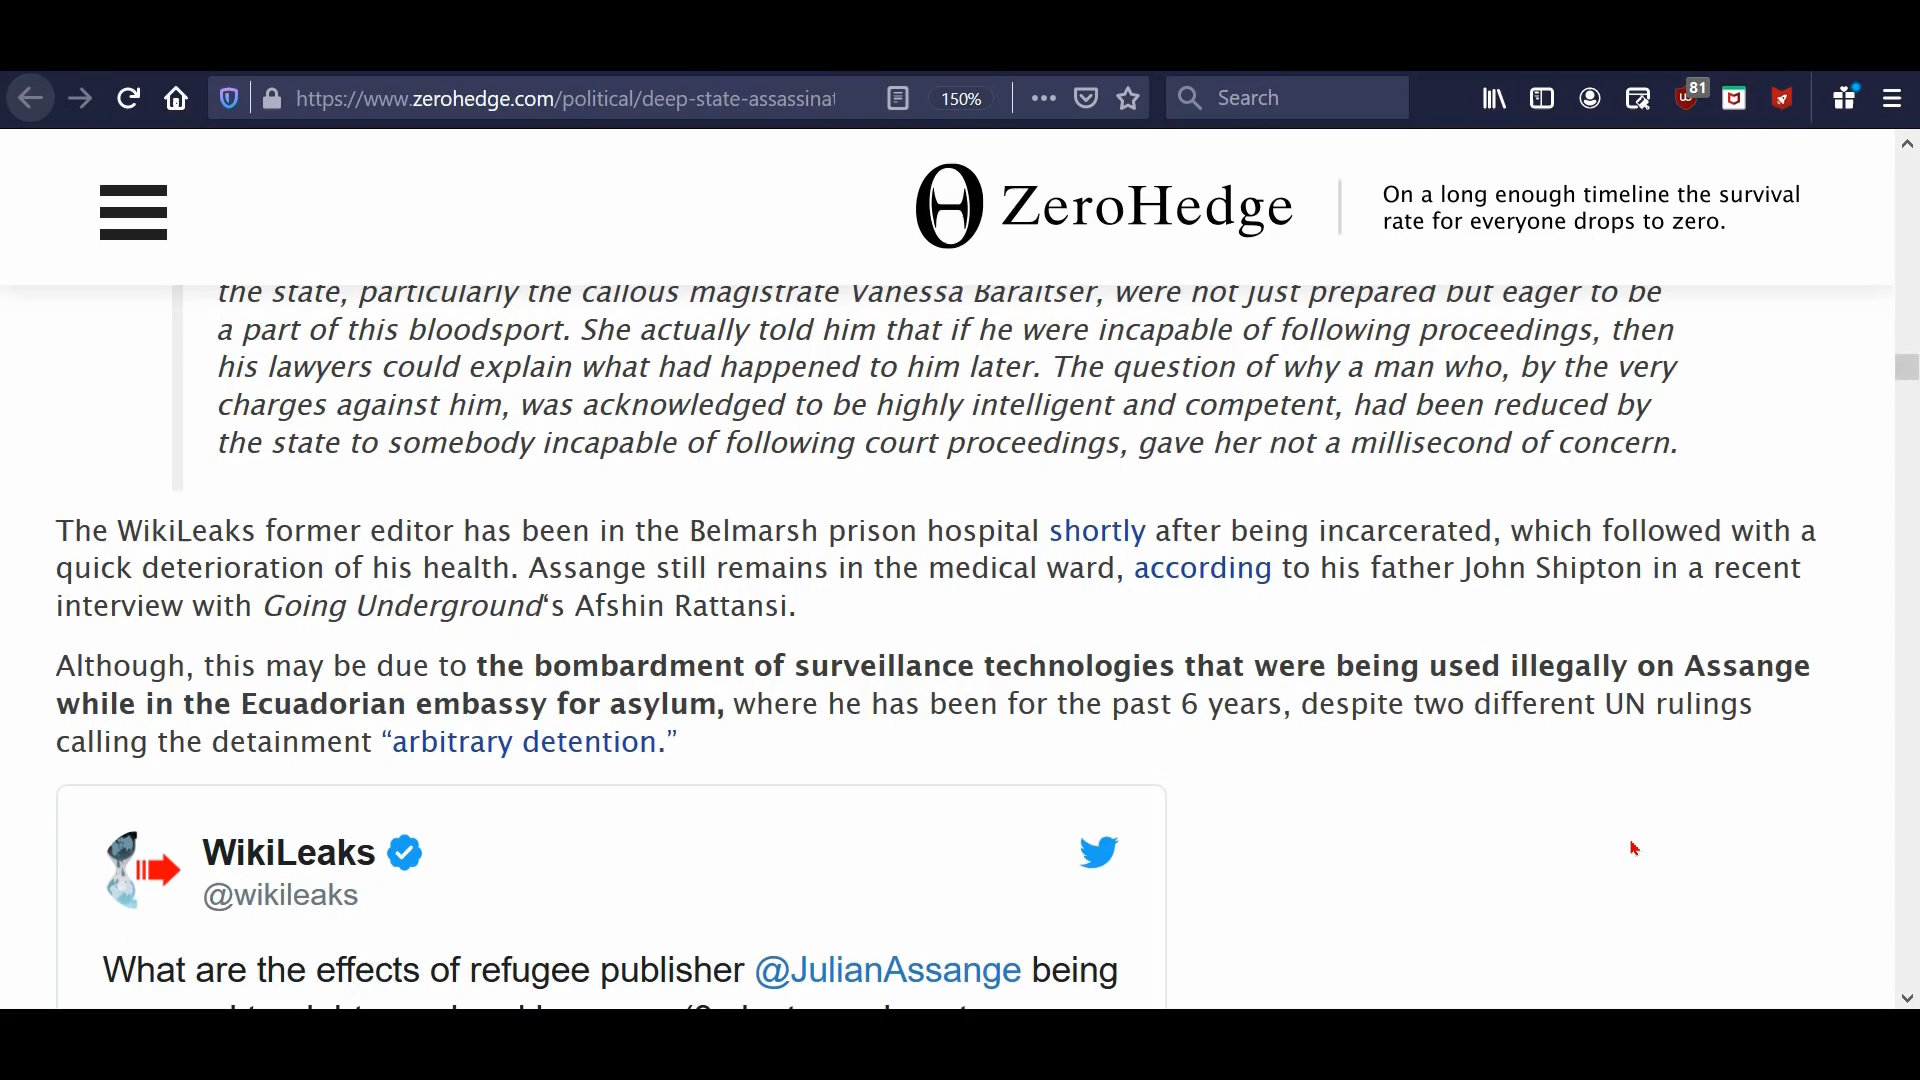 https://www.zerohedge.com/political/deep-state-assassinat
150%
Search
81
ZeroHedge
On a long enough timeline the survival
rate for everyone drops to zero.
the state, particularly the callous magistrate Vanessa Baraitser, were not just prepared but eager to be
a part of this bloodsport. She actually told him that if he were incapable of following proceedings, then
his lawyers could explain what had happened to him later. The question of why a man who, by the very
charges against him, was acknowledged to be highly intelligent and competent, had been reduced by
the state to somebody incapable of following court proceedings, gave her not a millisecond of concern.
The WikiLeaks former editor has been in the Belmarsh prison hospital shortly after being incarcerated, which followed with a
quick deterioration of his health. Assange still remains in the medical ward, according to his father John Shipton in a recent
interview with Going Underground‘s Afshin Rattansi.
Although, this may be due to the bombardment of surveillance technologies that were being used illegally on Assange
while in the Ecuadorian embassy for asylum, where he has been for the past 6 years, despite two different UN rulings
calling the detainment “arbitrary detention.”
WikiLeaks
@wikileaks
What are the effects of refugee publisher @JulianAssange being